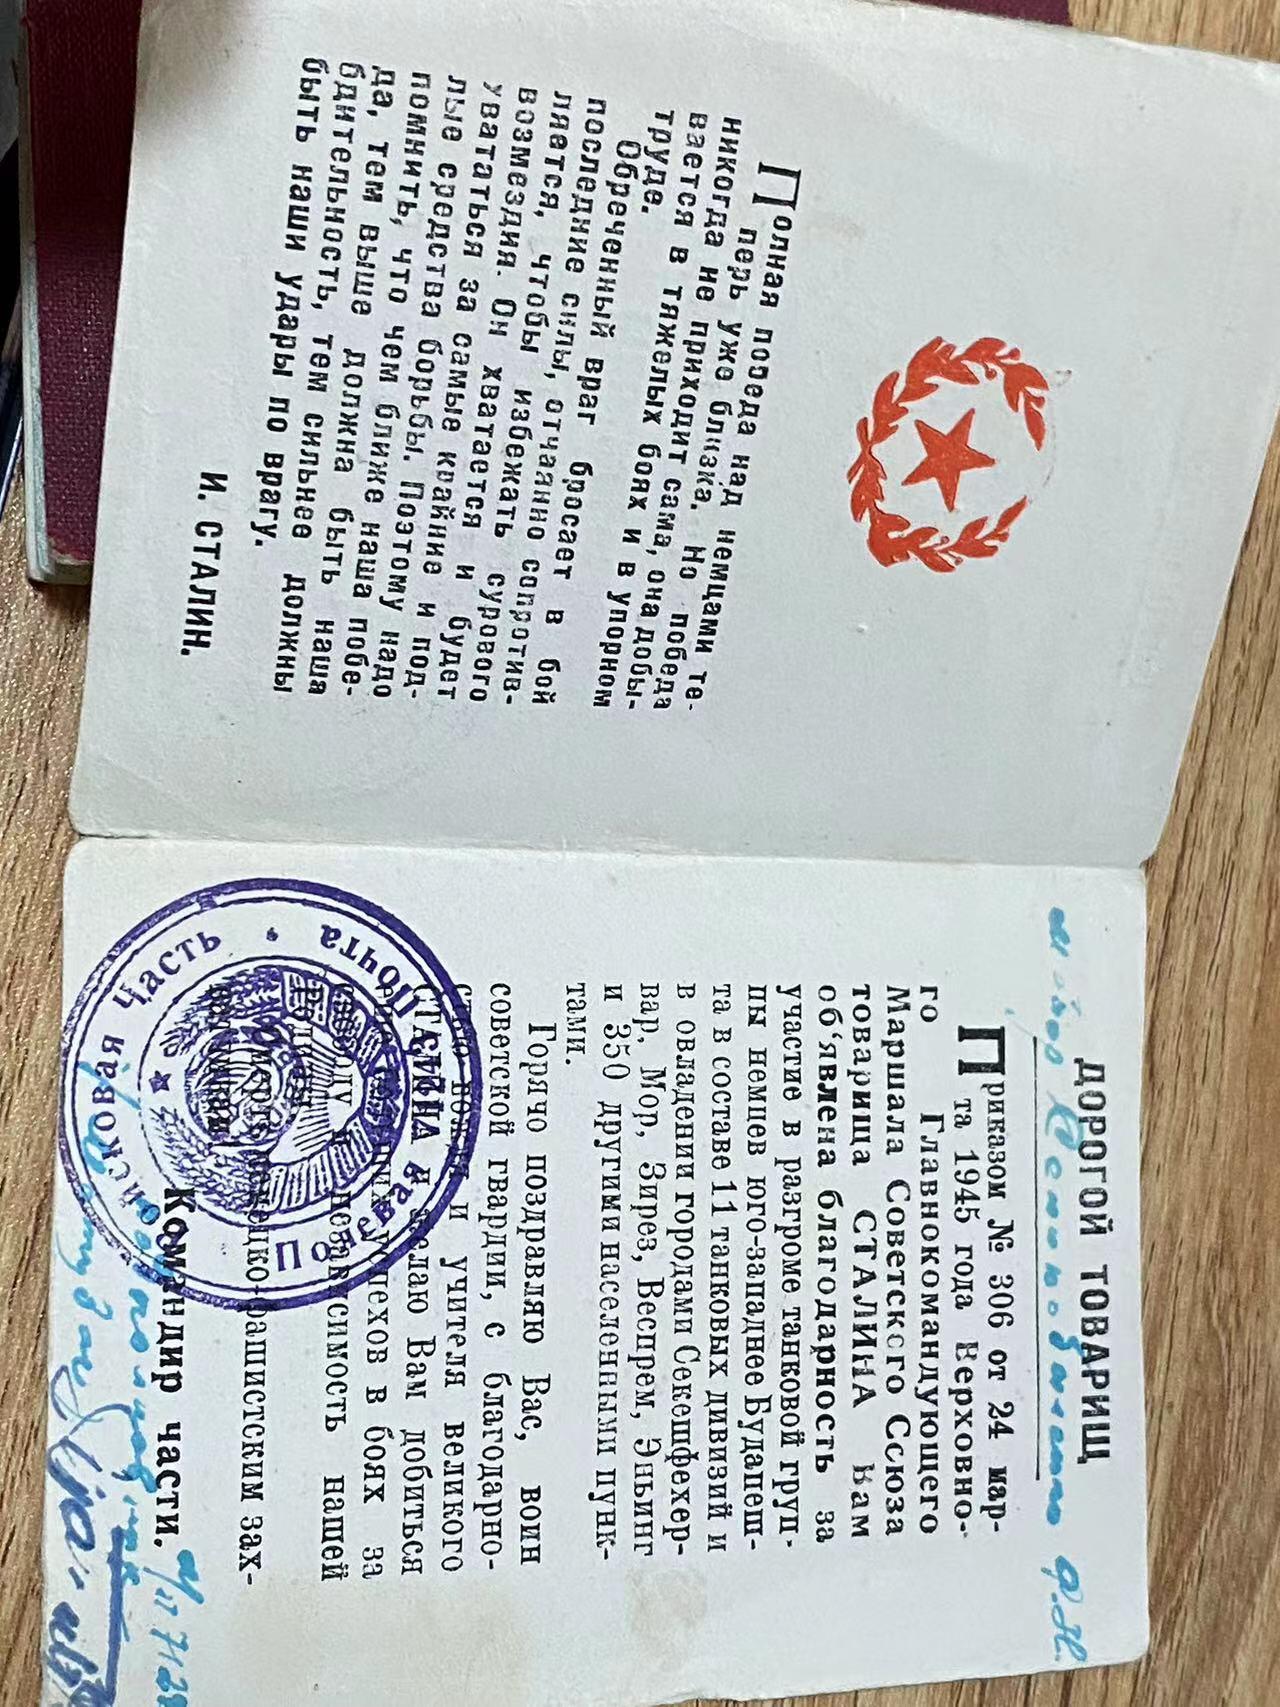 Полная победа над немцами те-
перь уже близка. Но победа
никогда не приходит сама, она добы-
вается в тяжелых боях и в упорном
труде.
Обреченный враг бросает в бой
последние силы, отчаянно сопротив-
ляется, чтобы избежать сурового
возмездия. Он хватается и будет
хвататься за самые крайние и под-
лые средства борьбы. Поэтому надо
помнить, что чем ближе наша побе-
да, тем выше должна быть наша
бдительность, тем сильнее должны
быть наши удары по врагу.
И. СТАЛИН.
ДОРОГОЙ ТОВАРИЩ
Ф.Н.
Приказом № 306 от 24 мар-
та 1945 года Верховно-
го Главнокомандующего
Маршала Советского Союза
товарища СТАЛИНА Вам
об'явлена благодарность за
участие в разгроме танковой груп-
пы немцев юго-западнее Будапеш-
та в составе 11 танковых дивизий и
в овладении городами Секешфехер-
вар, Мор, Зирез, Веспрем, Эньинг
и 350 другими населенными пунк-
тами.
Горячо поздравляю Вас, воин
советской гвардии, с благодарно-
стью вождя и учителя великого
СТАЛИНА и желаю Вам добиться
успехов в боях за
свободу и независимость нашей
Родины
немецко-фашистским зах-
Командир части.
Войсковая Часть
Полевая Почта